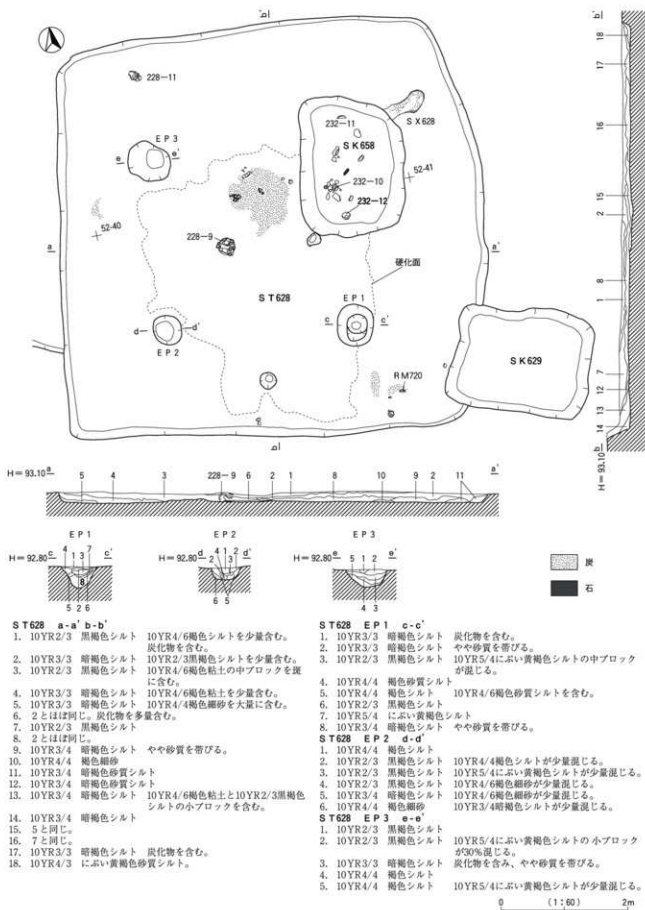 b'
b'
18
17
228-11
232-11
SX628
EP3
SK658
e
e'
16
232-10
52-41
232-12
15
2
52-40
228-9
a
a'
硬化面
8
ST628
EP1
1
d
d'
c
c'
EP2
SK629
RM720
7
12
13
14
b
b
H=93.10
H=93.10 a
a'
5 4 3 228-9 6 2 1 8 10 9 2 11
EP1
EP2
EP3
H=92.80 c 4 1 3 7 c'
8
5 2 6
H=92.80 d 4 1 2 d'
2 3
6 5
H=92.80 e 5 1 2 e'
4 3
炭
石
ST628 a-a' b-b'
1. 10YR2/3 黒褐色シルト 10YR4/6褐色シルトを少量含む。
炭化物を含む。
2. 10YR3/3 暗褐色シルト 10YR2/3黒褐色シルトを少量含む。
3. 10YR2/3 黒褐色シルト 10YR4/6褐色粘土の中ブロックを斑
に含む。
4. 10YR3/3 暗褐色シルト 10YR4/6褐色粘土を少量含む。
5. 10YR3/3 暗褐色シルト 10YR4/4褐色細砂を大量に含む。
6. 2とほぼ同じ。炭化物を多量含む。
7. 10YR2/3 黒褐色シルト
8. 2とほぼ同じ。
9. 10YR3/4 暗褐色シルト やや砂質を帯びる。
10. 10YR4/4 褐色細砂
11. 10YR3/4 暗褐色砂質シルト
12. 10YR3/4 暗褐色砂質シルト
13. 10YR3/4 暗褐色シルト 10YR4/6褐色粘土と10YR2/3黒褐色
シルトの小ブロックを含む。
14. 10YR3/4 暗褐色シルト
15. 5と同じ。
16. 7と同じ。
17. 10YR3/3 暗褐色シルト 炭化物を含む。
18. 10YR4/3 にぶい黄褐色砂質シルト。
ST628 EP1 c-c'
1. 10YR3/3 暗褐色シルト 炭化物を含む。
2. 10YR3/3 暗褐色シルト やや砂質を帯びる。
3. 10YR2/3 黒褐色シルト 10YR5/4にぶい黄褐色シルトの中ブロック
が混じる。
4. 10YR4/4 褐色砂質シルト
5. 10YR4/4 褐色シルト 10YR4/6褐色砂質シルトを含む。
6. 10YR2/3 黒褐色シルト
7. 10YR5/4 にぶい黄褐色シルト
8. 10YR3/4 暗褐色シルト やや砂質を帯びる。
ST628 EP2 d-d'
1. 10YR4/4 褐色シルト
2. 10YR2/3 黒褐色シルト 10YR4/4褐色シルトが少量混じる。
3. 10YR2/3 黒褐色シルト 10YR5/4にぶい黄褐色シルトが少量混じる。
4. 10YR2/3 黒褐色シルト 10YR4/6褐色細砂が少量混じる。
5. 10YR3/4 暗褐色シルト 10YR4/6褐色細砂が少量混じる。
6. 10YR4/4 褐色細砂 10YR3/4暗褐色シルトが少量混じる。
ST628 EP3 e-e'
1. 10YR2/3 黒褐色シルト
2. 10YR2/3 黒褐色シルト 10YR5/4にぶい黄褐色シルトの小ブロック
が30%混じる。
3. 10YR3/3 暗褐色シルト 炭化物を含み、やや砂質を帯びる。
4. 10YR4/4 褐色シルト
5. 10YR4/4 褐色シルト 10YR5/4にぶい黄褐色シルトが少量混じる。
0 (1:60) 2m